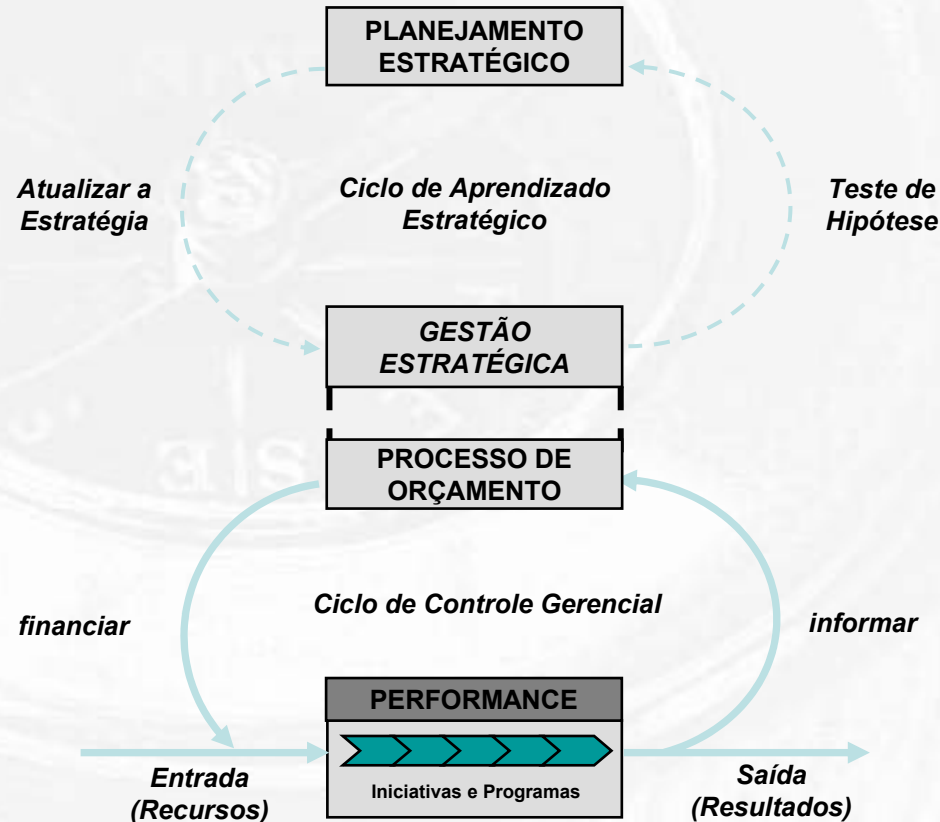 PLANEJAMENTO
ESTRATÉGICO
Atualizar a
Estratégia
Ciclo de Aprendizado
Estratégico
Teste de
Hipótese
GESTÃO
ESTRATÉGICA
PROCESSO DE
ORÇAMENTO
financiar
Ciclo de Controle Gerencial
informar
PERFORMANCE
Iniciativas e Programas
Entrada
(Recursos)
Saída
(Resultados)